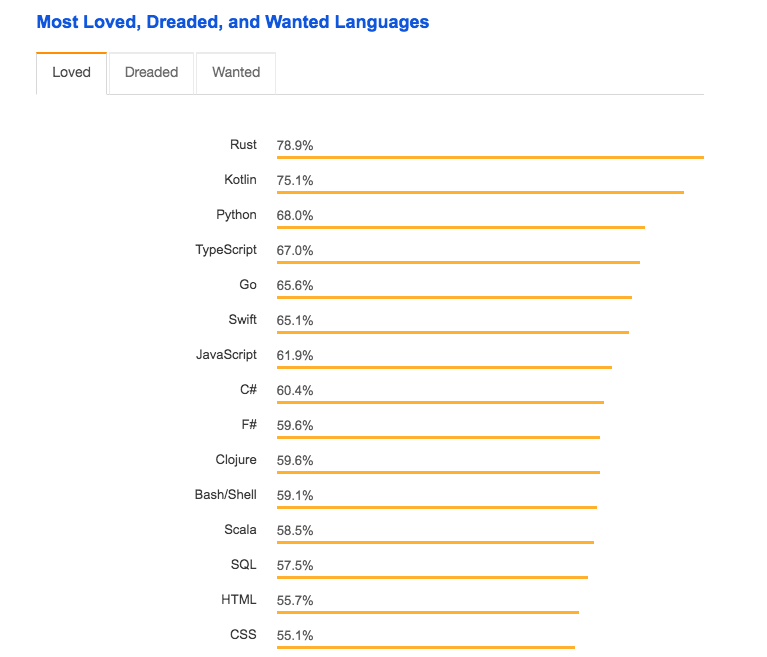 Most Loved, Dreaded, and Wanted Languages
Loved Dreaded Wanted
Rust 78.9%
Kotlin 75.1%
Python 68.0%
TypeScript 67.0%
Go 65.6%
Swift 65.1%
JavaScript 61.9%
C# 60.4%
F# 59.6%
Clojure 59.6%
Bash/Shell 59.1%
Scala 58.5%
SQL 57.5%
HTML 55.7%
CSS 55.1%